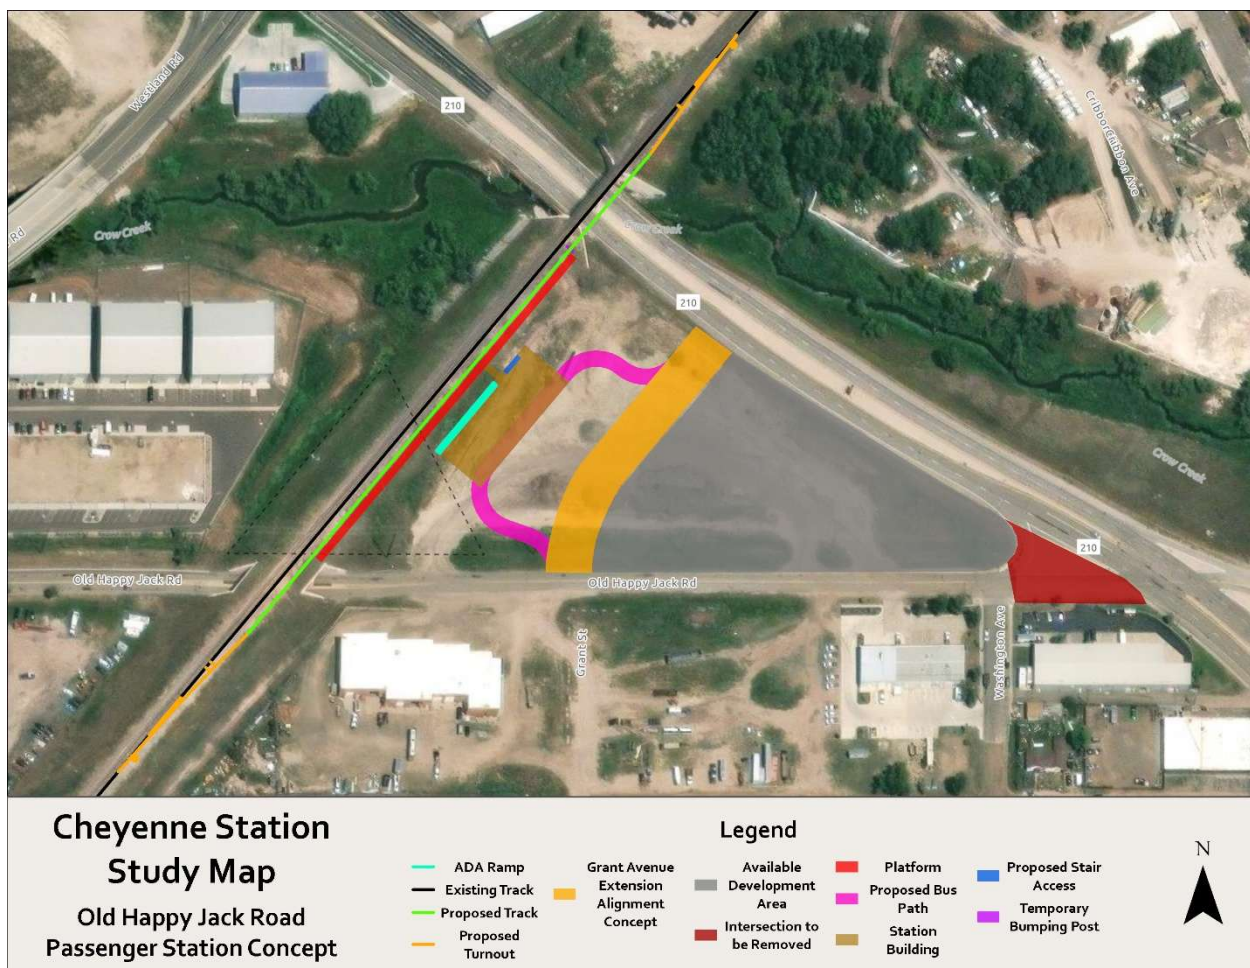 Westland Rd
210
CribborCribbon Ave
Rd
Crow Creek
Crow Creek
210
Crow Creek
210
Old Happy Jack Rd
Old Happy Jack Rd
Grant St
Washington Ave
Cheyenne Station
Study Map
Old Happy Jack Road
Passenger Station Concept
Legend
ADA Ramp
Existing Track
Proposed Track
Proposed
Turnout
Grant Avenue
Extension
Alignment
Concept
Available
Development
Area
Intersection to
be Removed
Platform
Proposed Bus
Path
Station
Building
Proposed Stair
Access
Temporary
Bumping Post
N